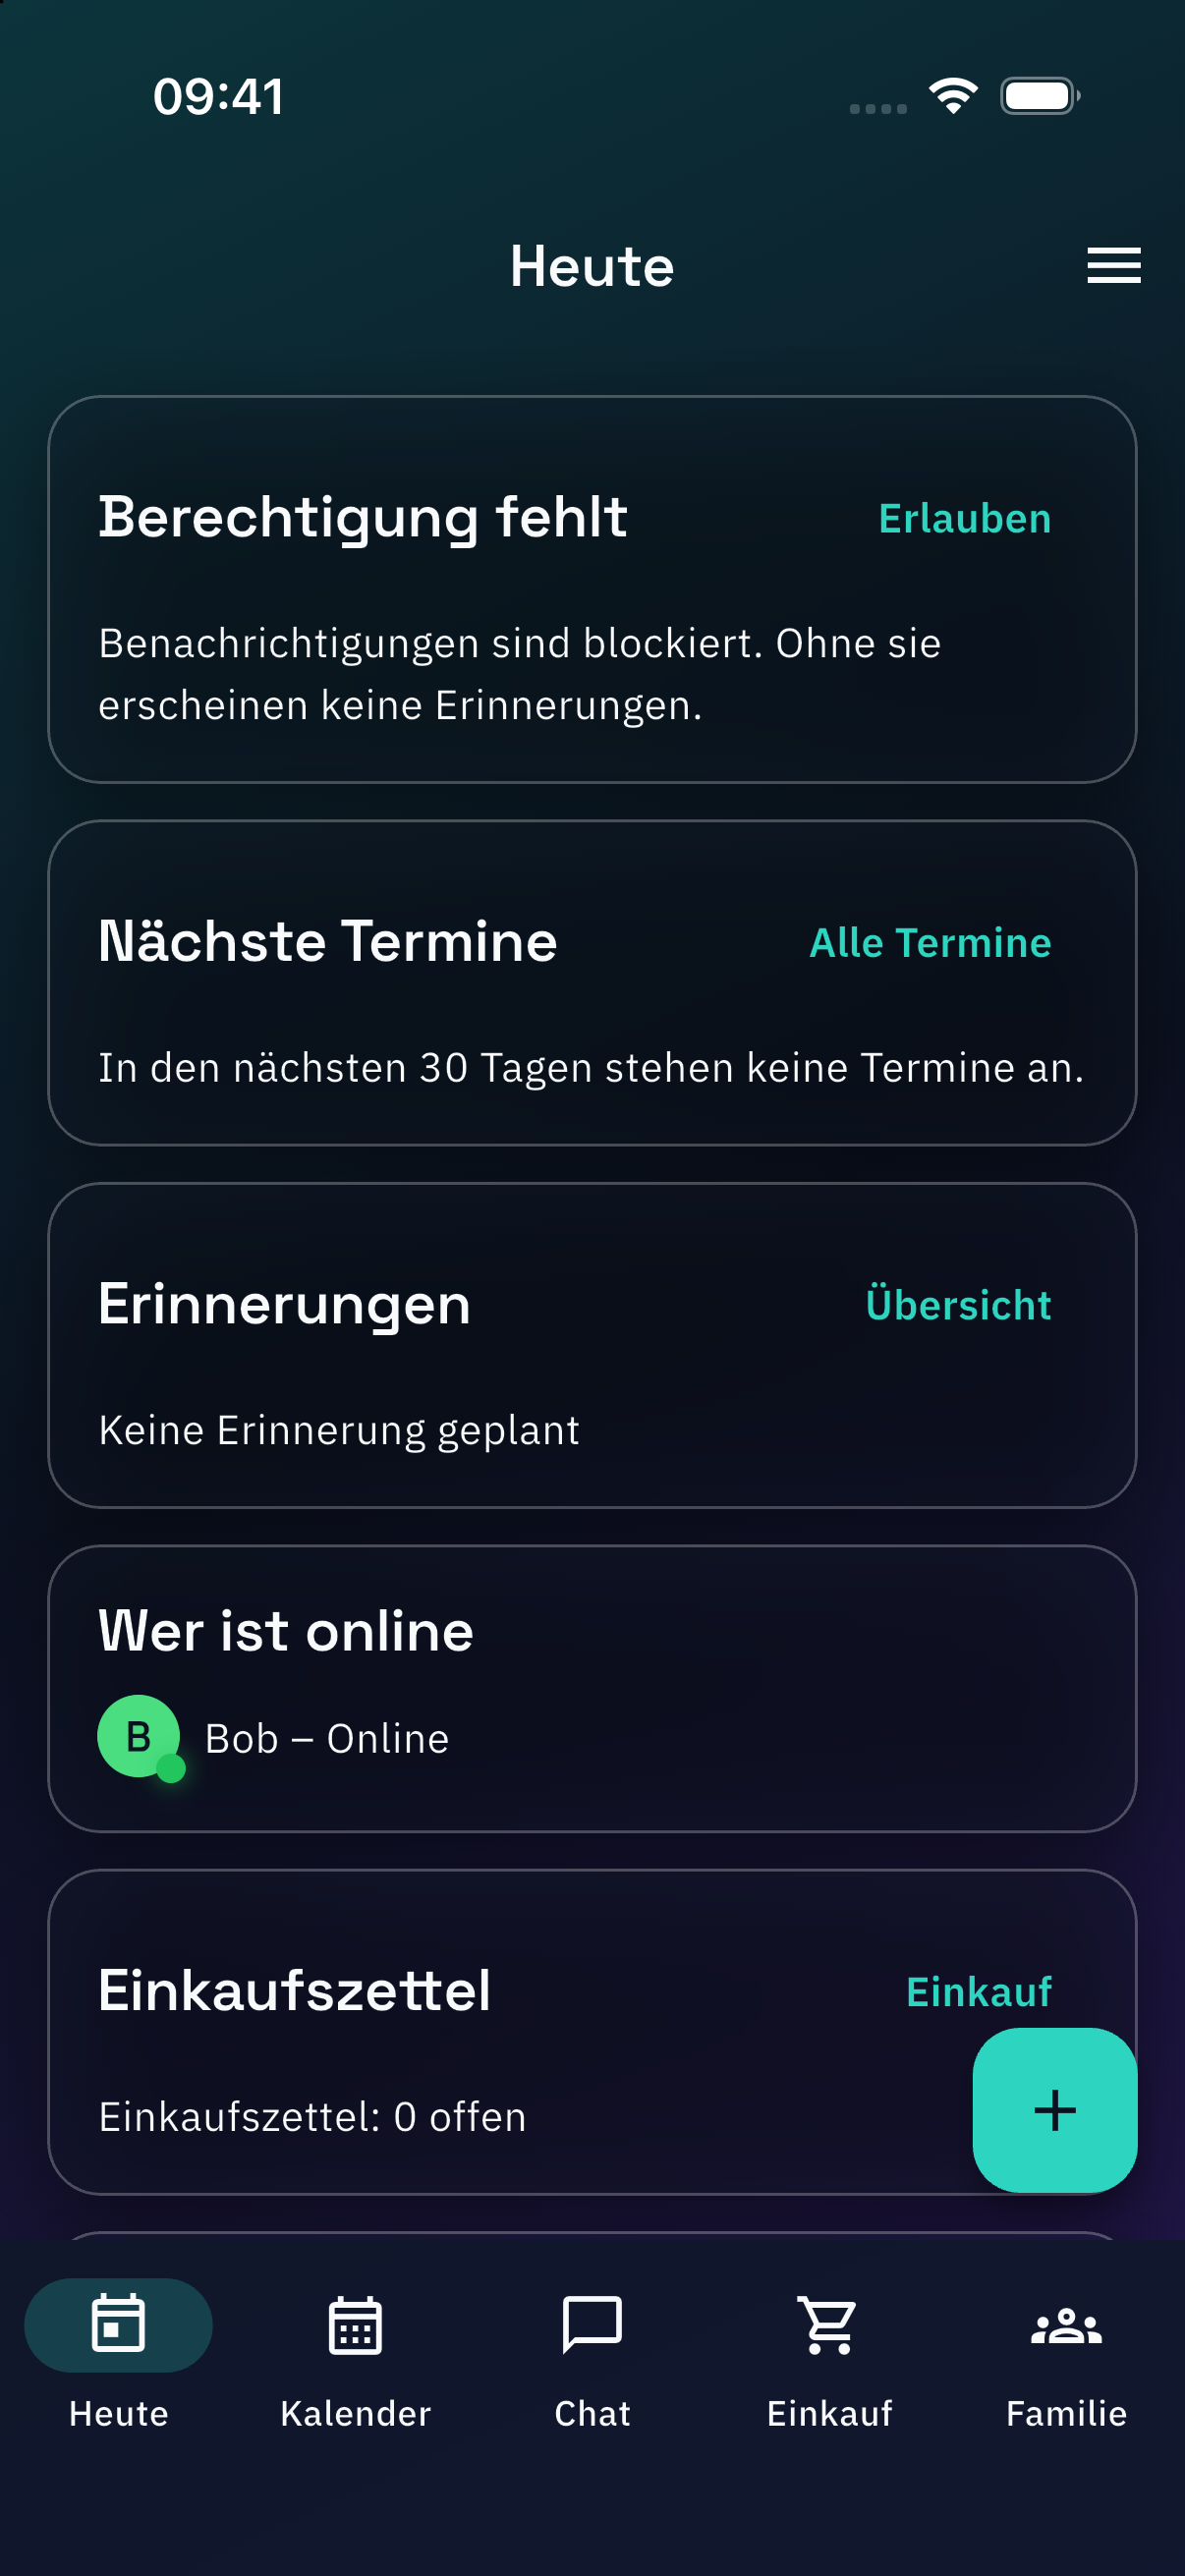 09:41
Heute
Berechtigung fehlt
Erlauben
Benachrichtigungen sind blockiert. Ohne sie
erscheinen keine Erinnerungen.
Nächste Termine
Alle Termine
In den nächsten 30 Tagen stehen keine Termine an.
Erinnerungen
Übersicht
Keine Erinnerung geplant
Wer ist online
B
Bob – Online
Einkaufszettel
Einkauf
Einkaufszettel: 0 offen
Heute
Kalender
Chat
Einkauf
Familie